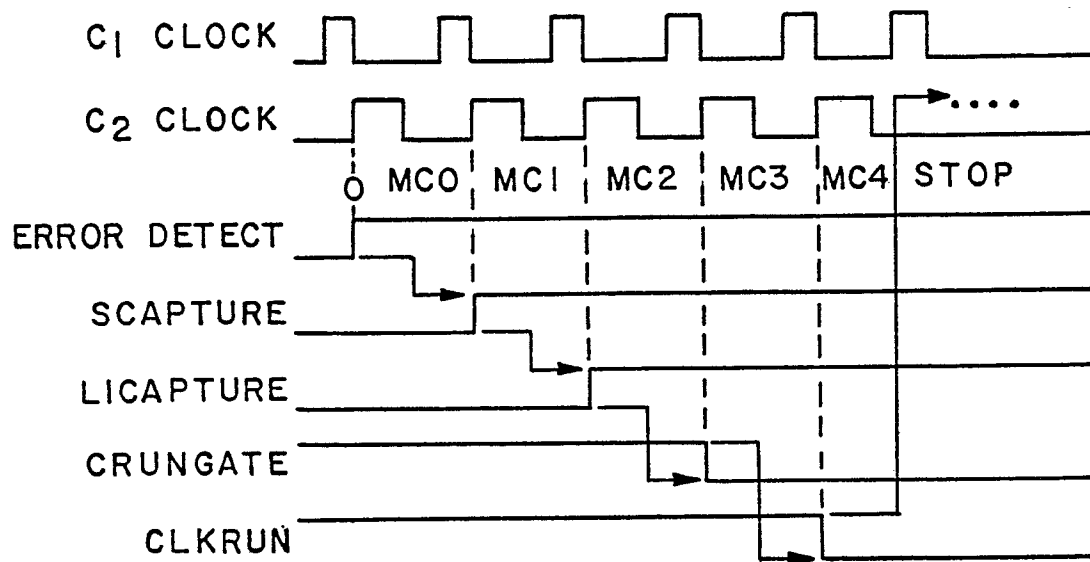 C1 CLOCK
C2 CLOCK
0 MC0 MC1 MC2 MC3 MC4 STOP
ERROR DETECT
SCAPTURE
LICAPTURE
CRUNGATE
CLKRUN